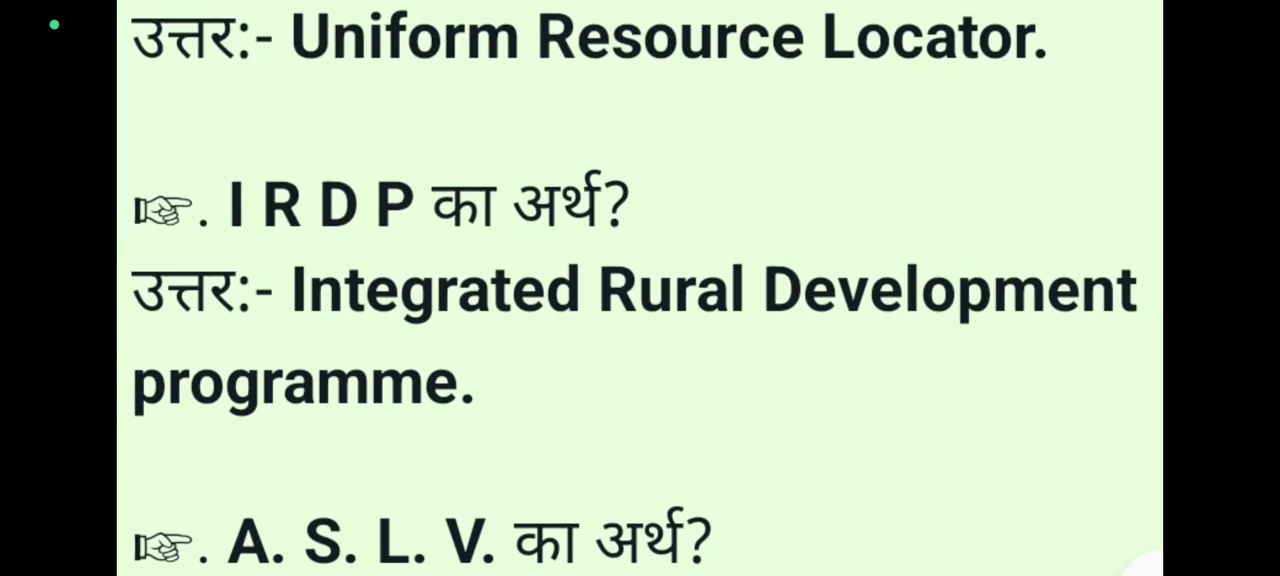 उत्तर:- Uniform Resource Locator.
☞. I R D P का अर्थ?
उत्तर:- Integrated Rural Development
programme.
☞. A. S. L. V. का अर्थ?